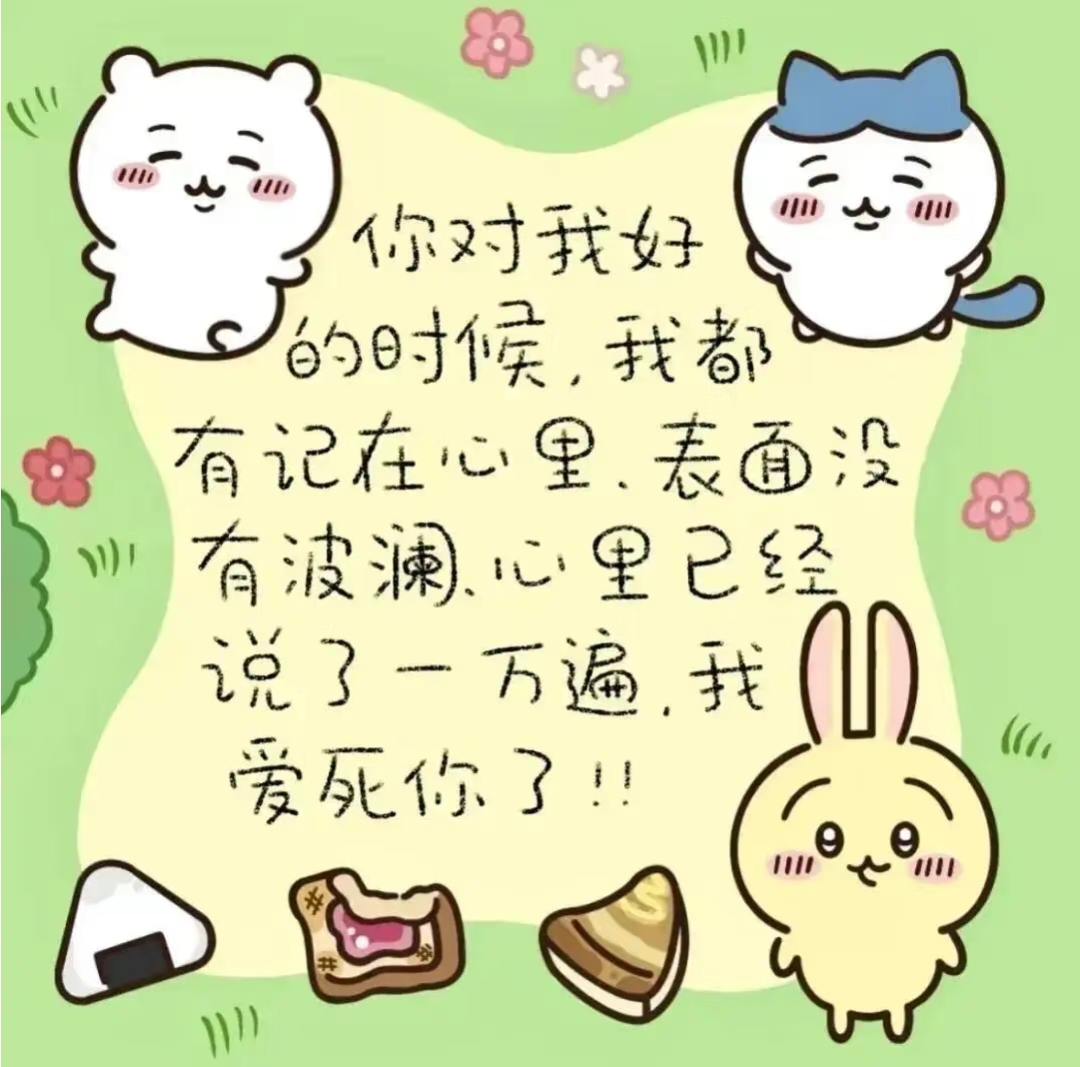 你对我好
的时候,我都
有记在心里、表面没
有波澜、心里已经
说了一万遍,我
爱死你了!!